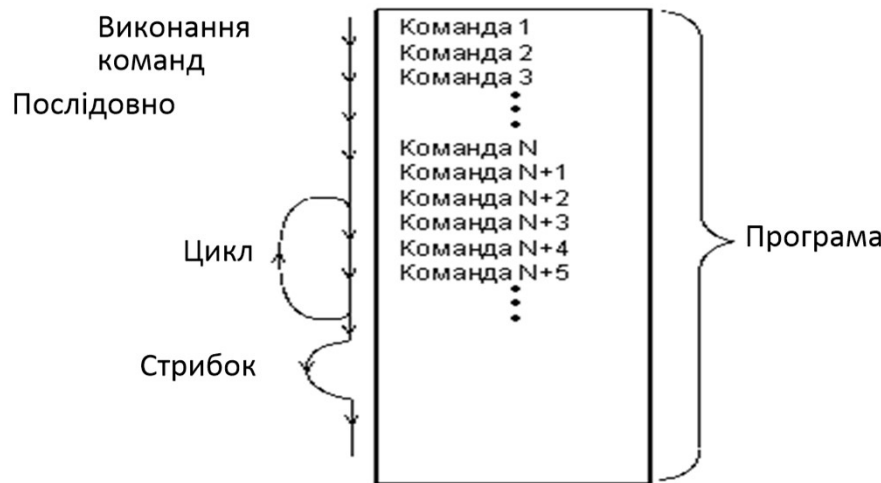 Виконання
команд
Послідовно
Цикл
Стрибок
Команда 1
Команда 2
Команда 3
Команда N
Команда N+1
Команда N+2
Команда N+3
Команда N+4
Команда N+5
Програма